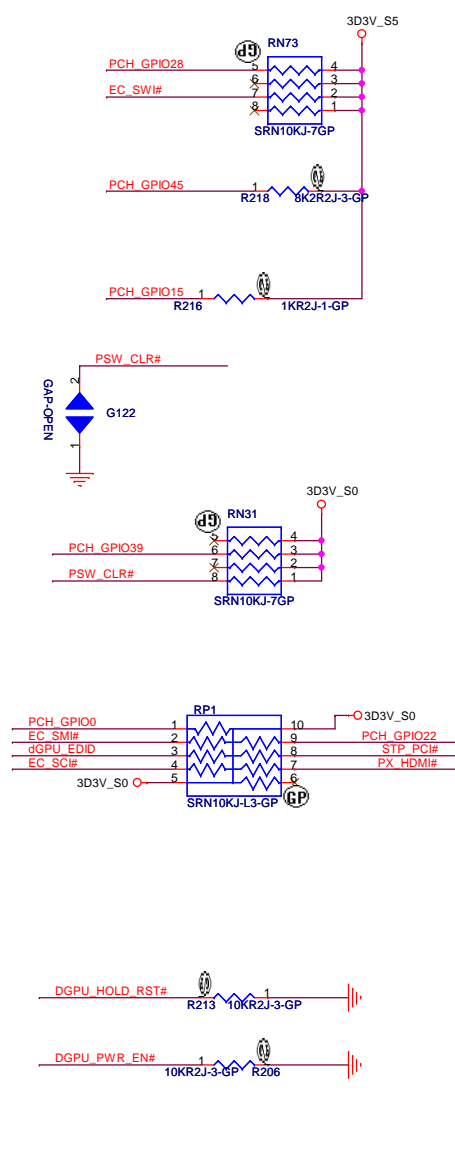 3D3V_S5
RN73
GP
PCH_GPIO28 5 4
6 3
EC_SWI# 7 2
8 1
SRN10KJ-7GP
PCH_GPIO45 1
R218 8K2R2J-3-GP
PCH_GPIO15 1
R216 1KR2J-1-GP
PSW_CLR#
2
GAP-OPEN
G122
1
3D3V_S0
RN31
GP
5 4
PCH_GPIO39 6 3
7 2
PSW_CLR# 8 1
SRN10KJ-7GP
RP1
3D3V_S0
PCH_GPIO0 1 10
EC_SMI# 2 9 PCH_GPIO22
dGPU_EDID 3 8 STP_PCI#
EC_SCI# 4 7 PX_HDMI#
3D3V_S0 5 6
SRN10KJ-L3-GP
GP
DGPU_HOLD_RST# 1
R213 10KR2J-3-GP
DGPU_PWR_EN# 1
10KR2J-3-GP R206